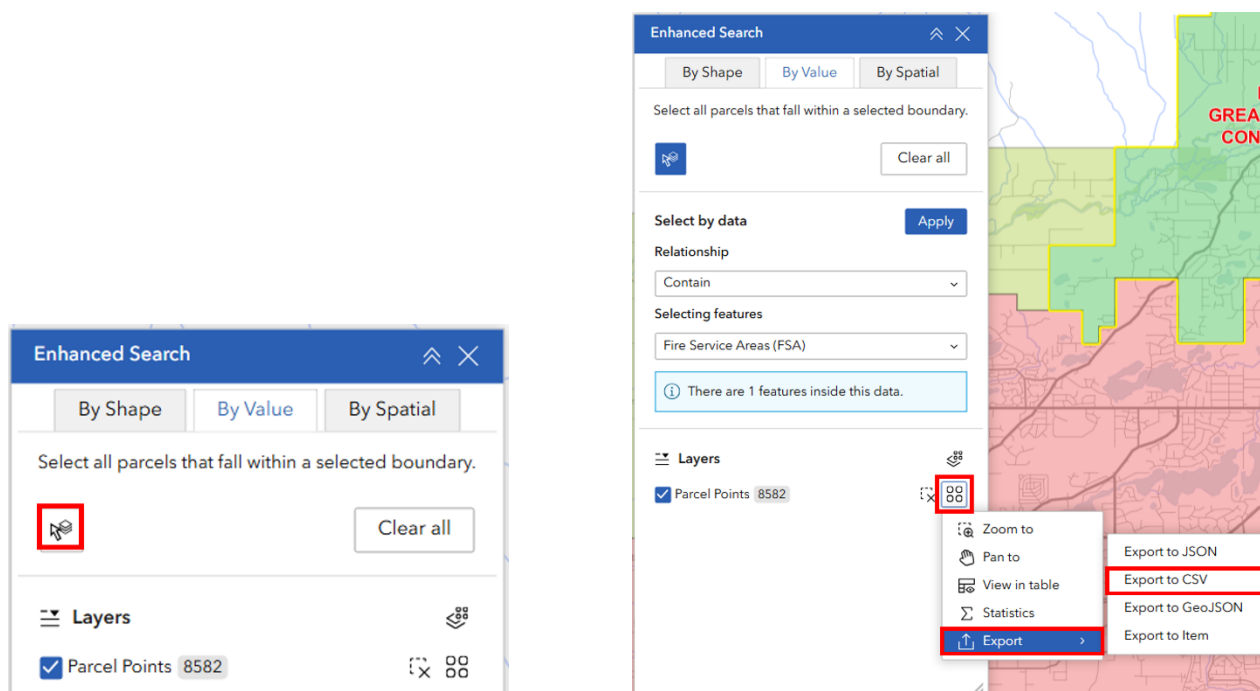 Enhanced Search
By Shape By Value By Spatial
Select all parcels that fall within a selected boundary.
Clear all
Layers
Parcel Points 8582
Enhanced Search
By Shape By Value By Spatial
Select all parcels that fall within a selected boundary.
Clear all
Select by data Apply
Relationship
Contain
Selecting features
Fire Service Areas (FSA)
There are 1 features inside this data.
Layers
Parcel Points 8582
Zoom to
Pan to
View in table
Statistics
Export
Export to JSON
Export to CSV
Export to GeoJSON
Export to Item
GREA
CON